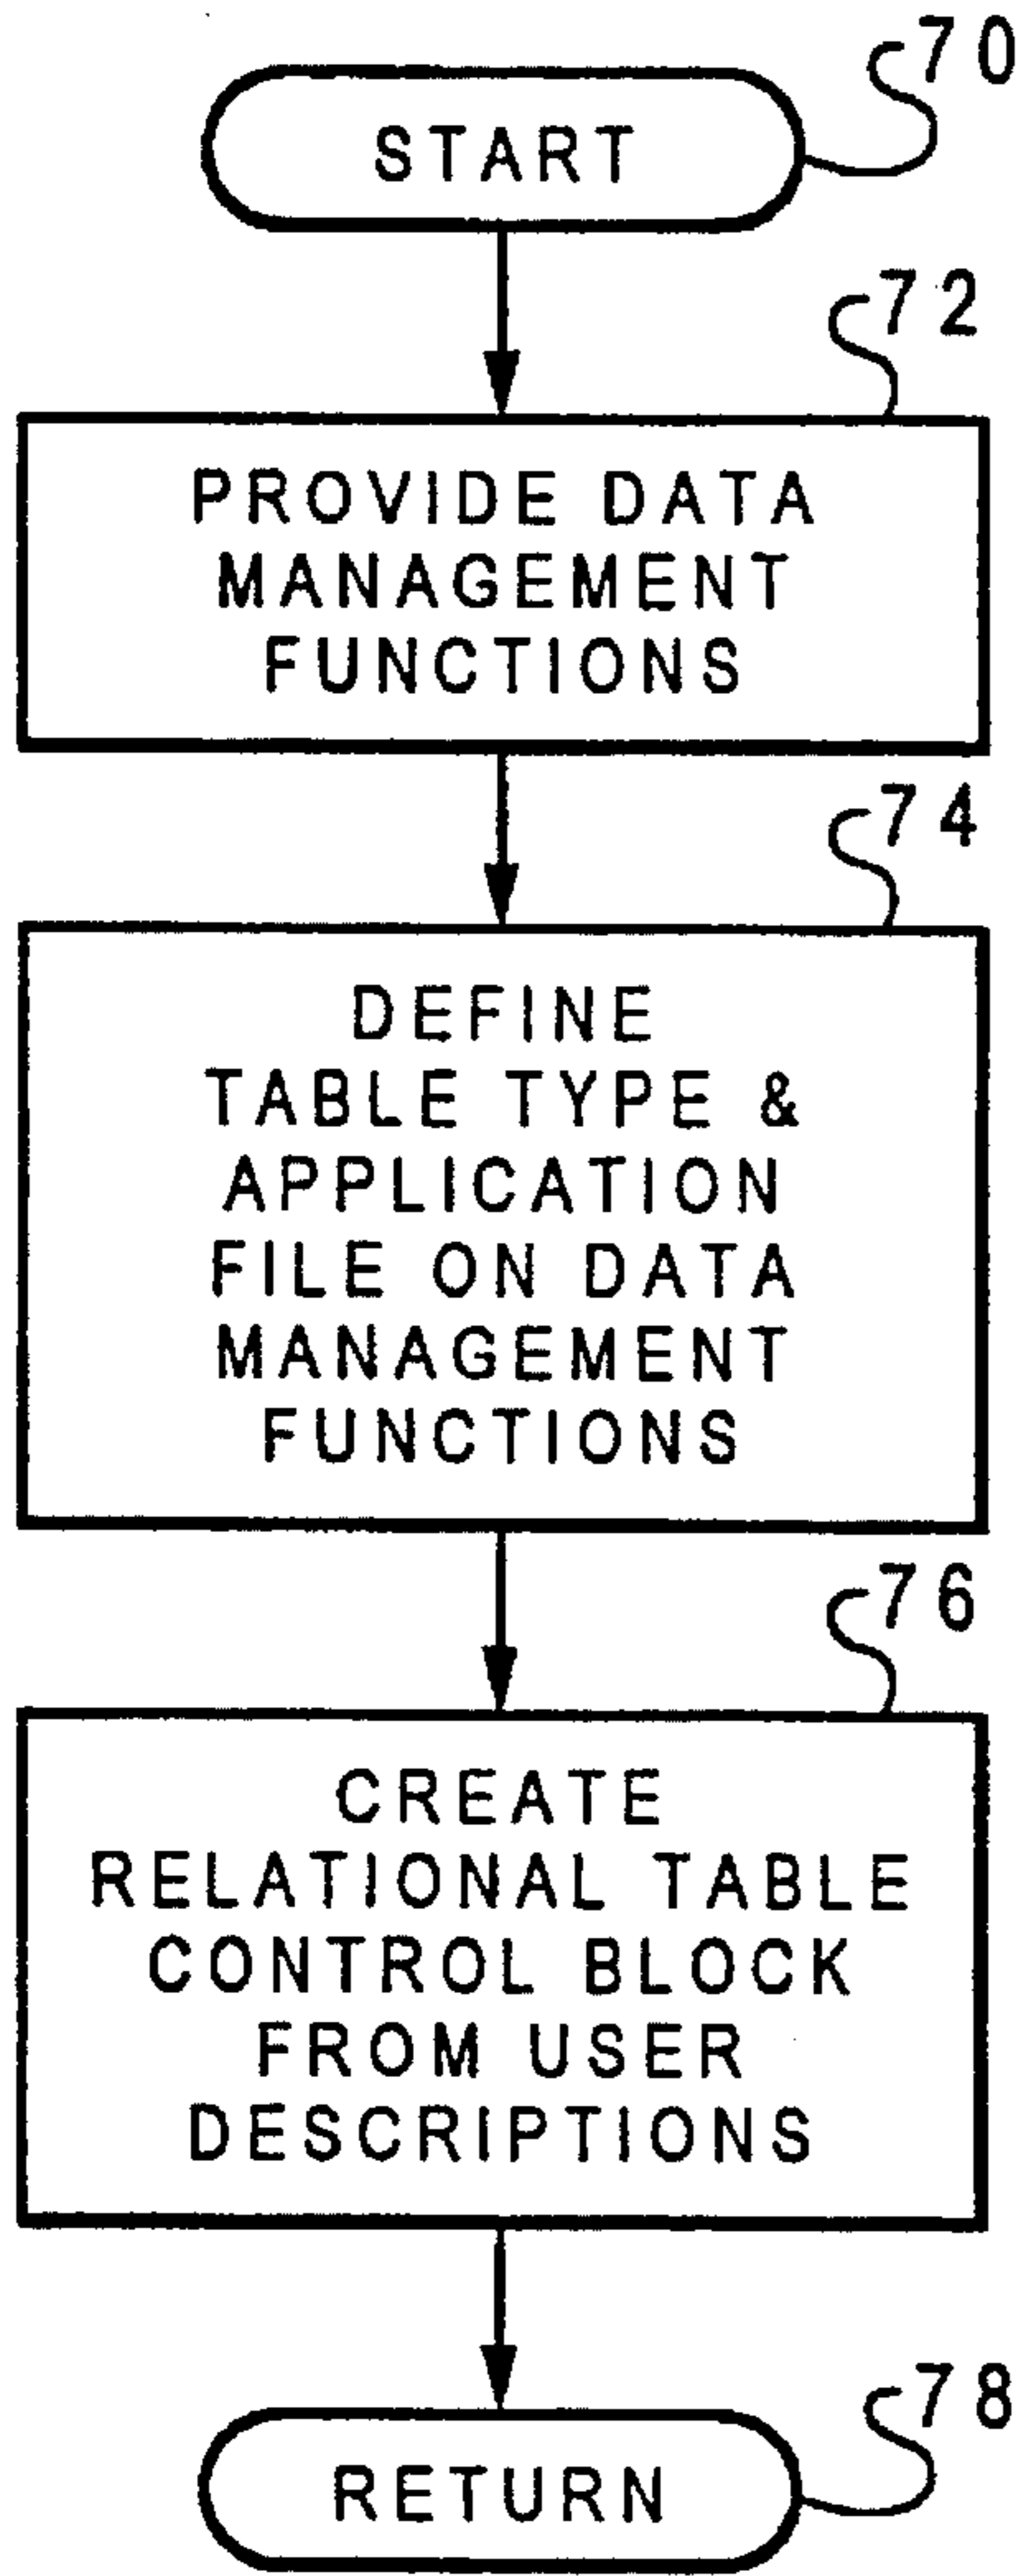 70
START
72
PROVIDE DATA
MANAGEMENT
FUNCTIONS
74
DEFINE
TABLE TYPE &
APPLICATION
FILE ON DATA
MANAGEMENT
FUNCTIONS
76
CREATE
RELATIONAL TABLE
CONTROL BLOCK
FROM USER
DESCRIPTIONS
78
RETURN